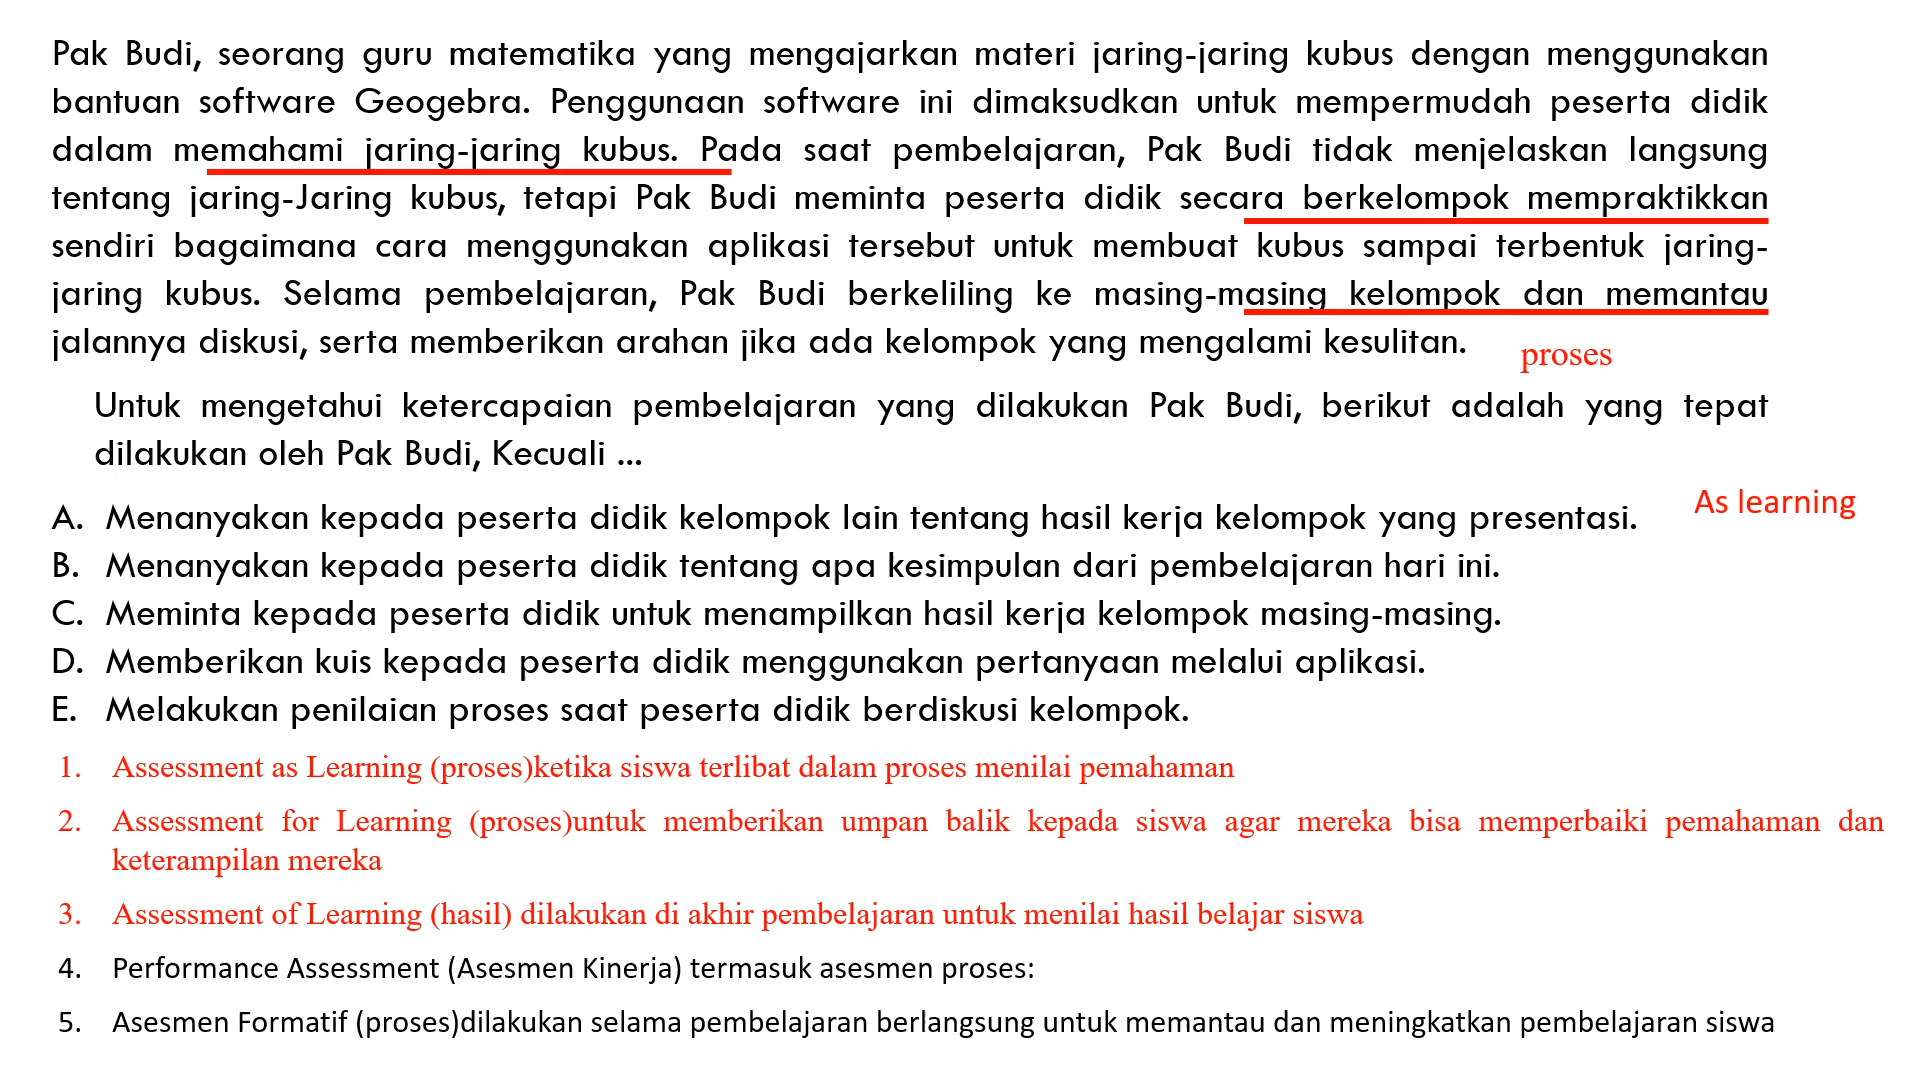 Pak Budi, seorang guru matematika yang mengajarkan materi jaring-jaring kubus dengan menggunakan
bantuan software Geogebra. Penggunaan software ini dimaksudkan untuk mempermudah peserta didik
dalam memahami jaring-jaring kubus. Pada saat pembelajaran, Pak Budi tidak menjelaskan langsung
tentang jaring-Jaring kubus, tetapi Pak Budi meminta peserta didik secara berkelompok mempraktikkan
sendiri bagaimana cara menggunakan aplikasi tersebut untuk membuat kubus sampai terbentuk jaring-
jaring kubus. Selama pembelajaran, Pak Budi berkeliling ke masing-masing kelompok dan memantau
jalannya diskusi, serta memberikan arahan jika ada kelompok yang mengalami kesulitan.
proses
Untuk mengetahui ketercapaian pembelajaran yang dilakukan Pak Budi, berikut adalah yang tepat
dilakukan oleh Pak Budi, Kecuali ...
As learning
A. Menanyakan kepada peserta didik kelompok lain tentang hasil kerja kelompok yang presentasi.
B. Menanyakan kepada peserta didik tentang apa kesimpulan dari pembelajaran hari ini.
C. Meminta kepada peserta didik untuk menampilkan hasil kerja kelompok masing-masing.
D. Memberikan kuis kepada peserta didik menggunakan pertanyaan melalui aplikasi.
E. Melakukan penilaian proses saat peserta didik berdiskusi kelompok.
1. Assessment as Learning (proses)ketika siswa terlibat dalam proses menilai pemahaman
2. Assessment for Learning (proses)untuk memberikan umpan balik kepada siswa agar mereka bisa memperbaiki pemahaman dan
keterampilan mereka
3. Assessment of Learning (hasil) dilakukan di akhir pembelajaran untuk menilai hasil belajar siswa
4. Performance Assessment (Asesmen Kinerja) termasuk asesmen proses:
5. Asesmen Formatif (proses)dilakukan selama pembelajaran berlangsung untuk memantau dan meningkatkan pembelajaran siswa